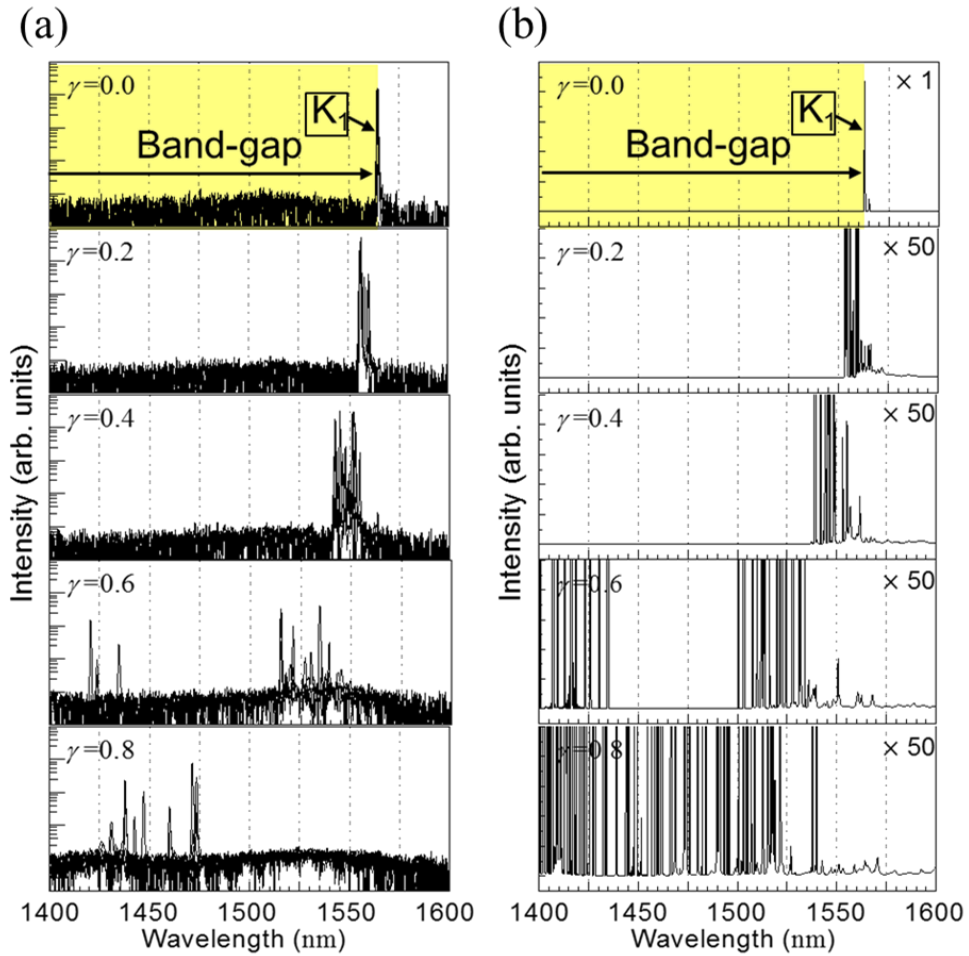 (a)
(b)
γ=0.0
K1
Band-gap
γ=0.0
× 1
K1
Band-gap
γ=0.2
γ=0.2
× 50
γ=0.4
γ=0.4
× 50
γ=0.6
γ=0.6
× 50
γ=0.8
γ=0.8
× 50
Intensity (arb. units)
Intensity (arb. units)
1400 1450 1500 1550 1600
1400 1450 1500 1550 1600
Wavelength (nm)
Wavelength (nm)